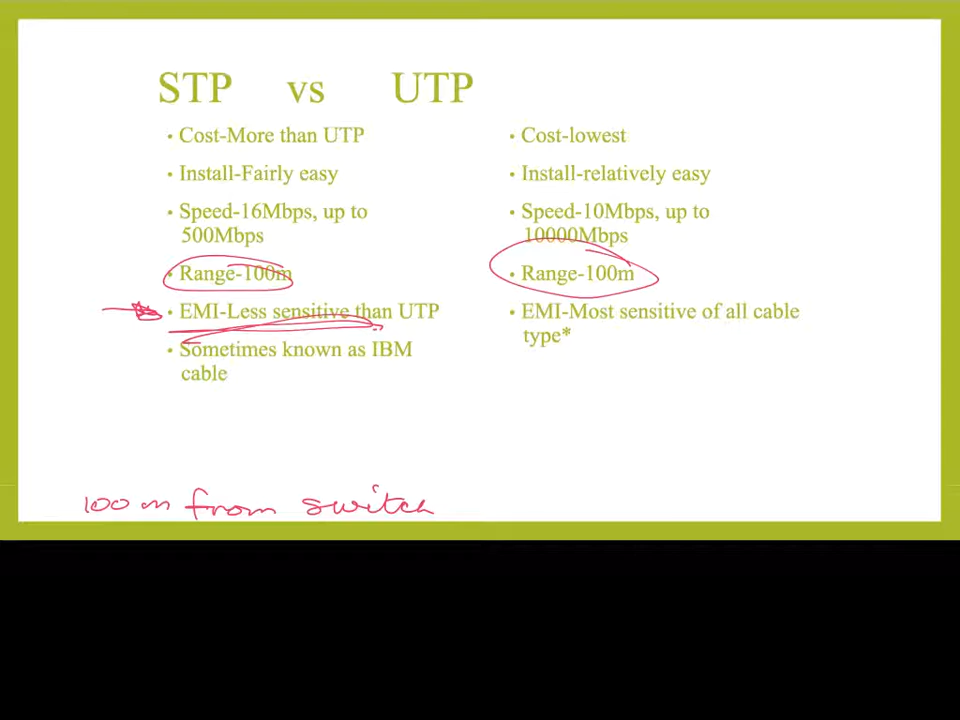 STP vs UTP
• Cost-More than UTP
• Install-Fairly easy
• Speed-16Mbps, up to
500Mbps
• Range-100m
• EMI-Less sensitive than UTP
• Sometimes known as IBM
cable
• Cost-lowest
• Install-relatively easy
• Speed-10Mbps, up to
10000Mbps
• Range-100m
• EMI-Most sensitive of all cable
type*
100 m from switch